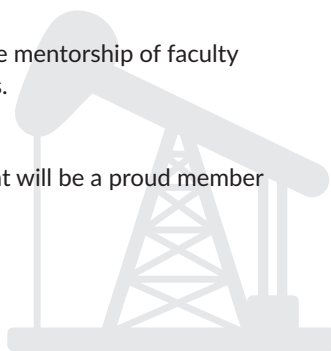 e mentorship of faculty
s.
t will be a proud member